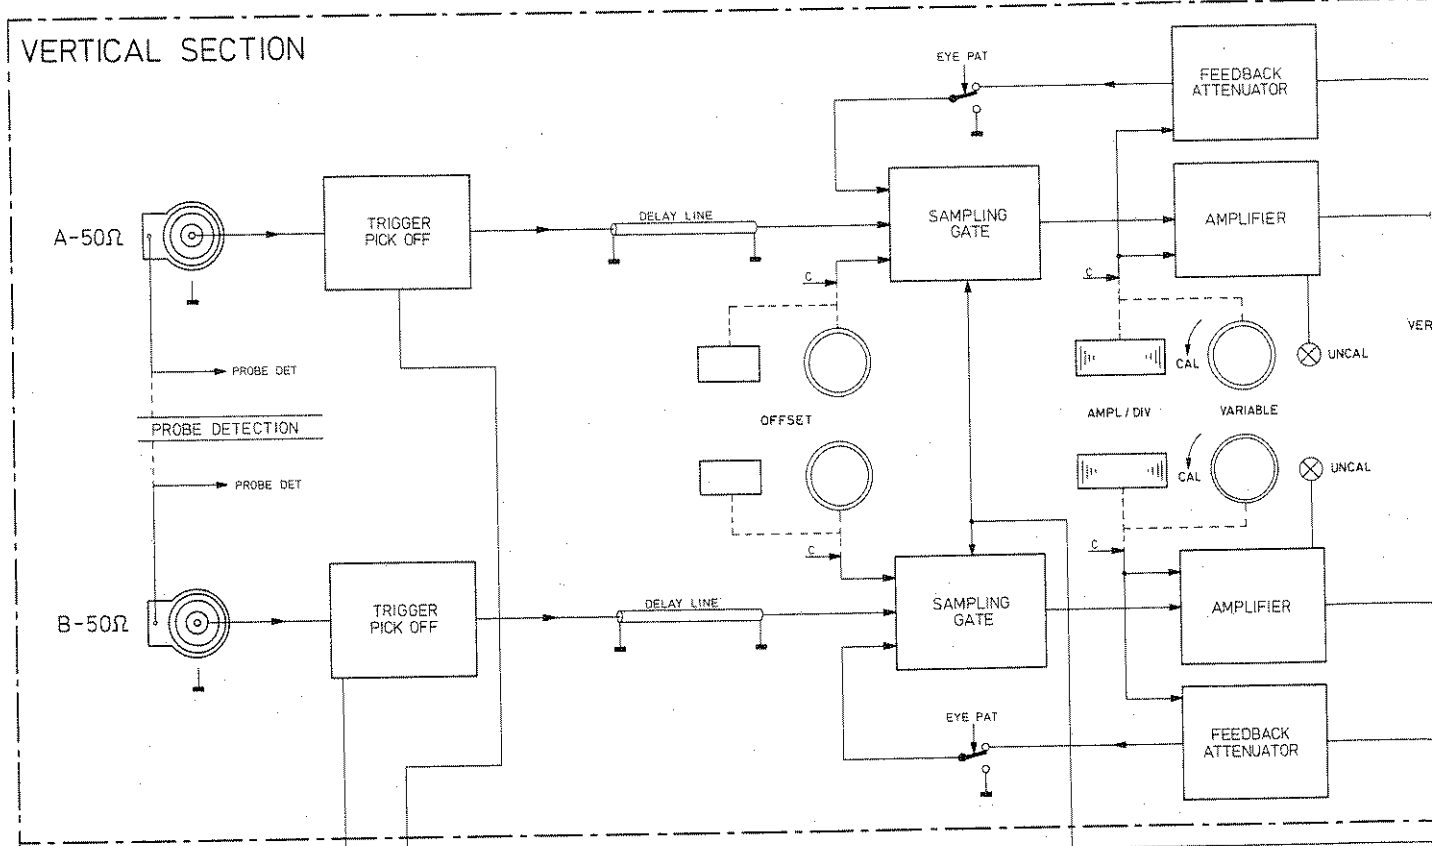 VERTICAL SECTION
EYE PAT
FEEDBACK
ATTENUATOR
A-50Ω
TRIGGER
PICK OFF
DELAY LINE
SAMPLING
GATE
AMPLIFIER
C
C
VER
PROBE DET
CAL
UNCAL
PROBE DETECTION
OFFSET
AMPL / DIV
VARIABLE
PROBE DET
CAL
UNCAL
C
C
B-50Ω
TRIGGER
PICK OFF
DELAY LINE
SAMPLING
GATE
AMPLIFIER
EYE PAT
FEEDBACK
ATTENUATOR